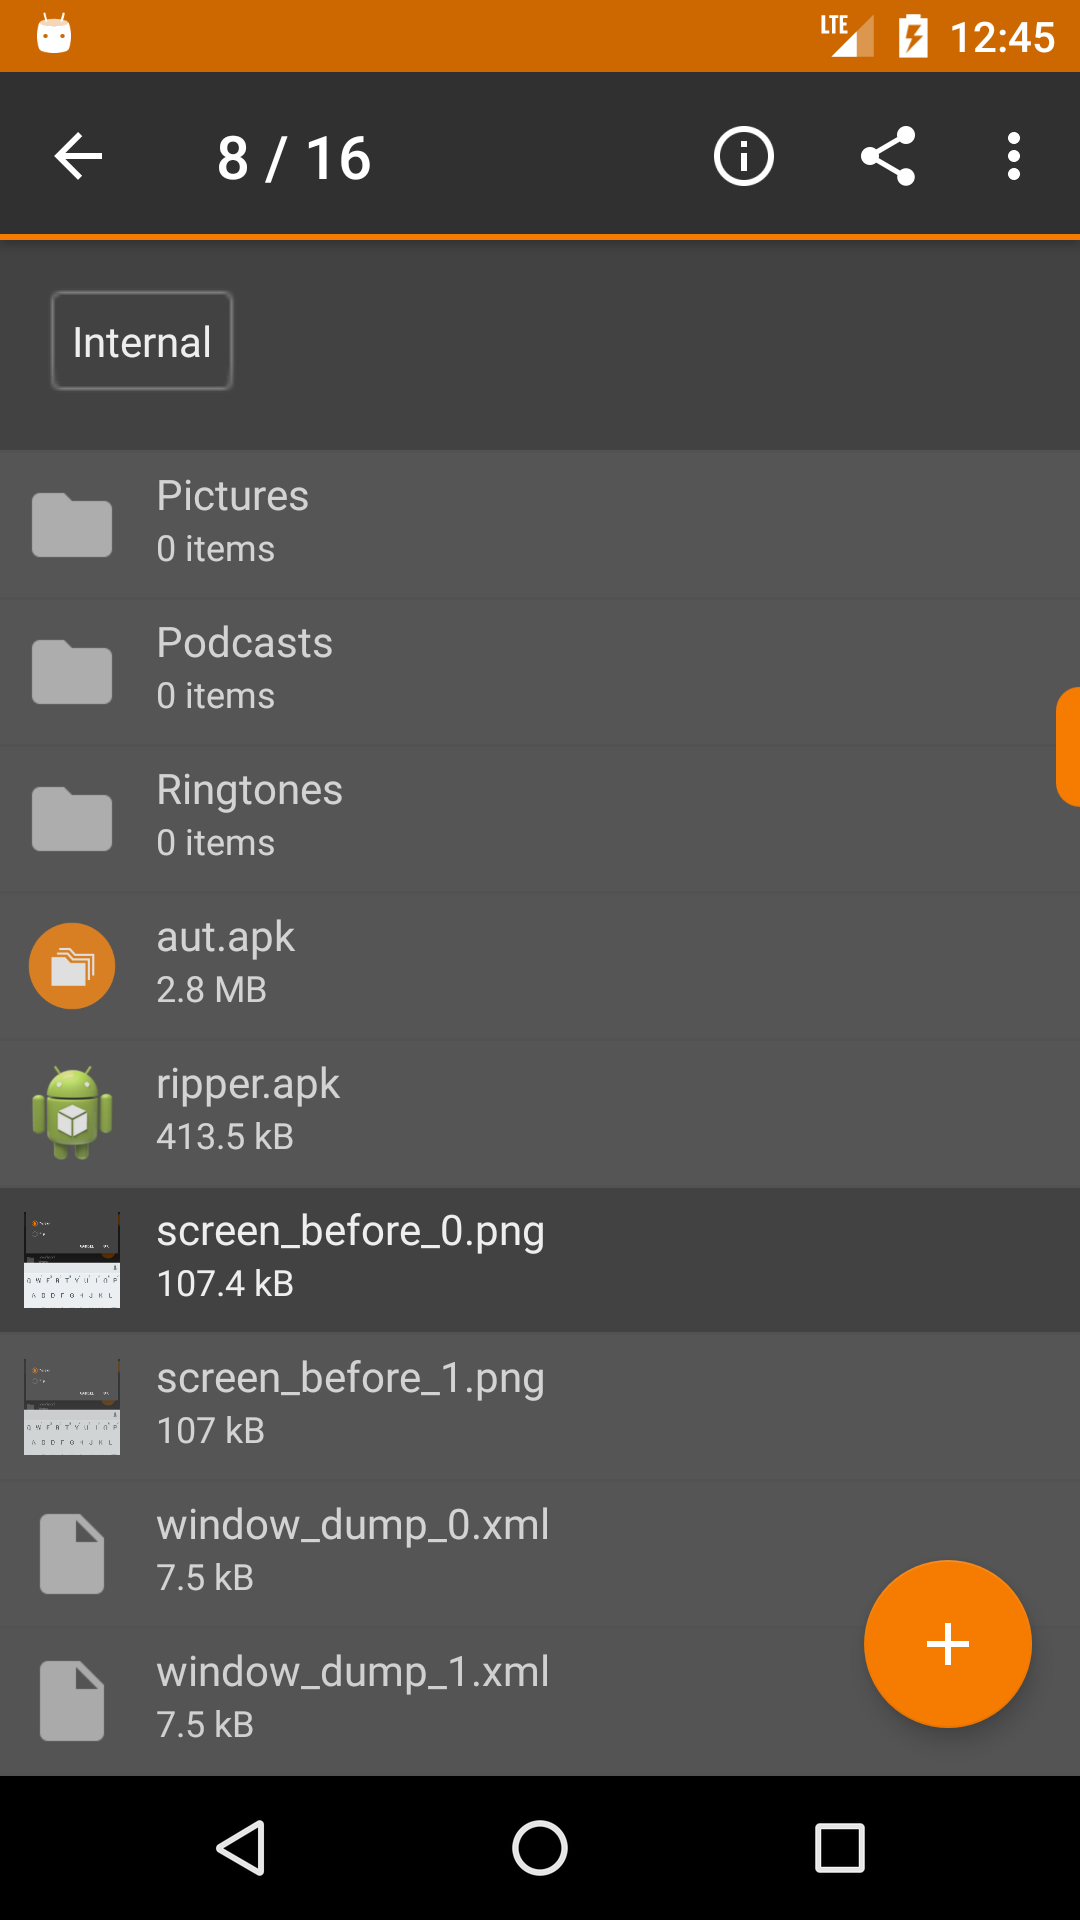 LTE 12:45
8 / 16
Internal
Pictures
0 items
Podcasts
0 items
Ringtones
0 items
aut.apk
2.8 MB
ripper.apk
413.5 kB
screen_before_0.png
107.4 kB
screen_before_1.png
107 kB
window_dump_0.xml
7.5 kB
window_dump_1.xml
7.5 kB